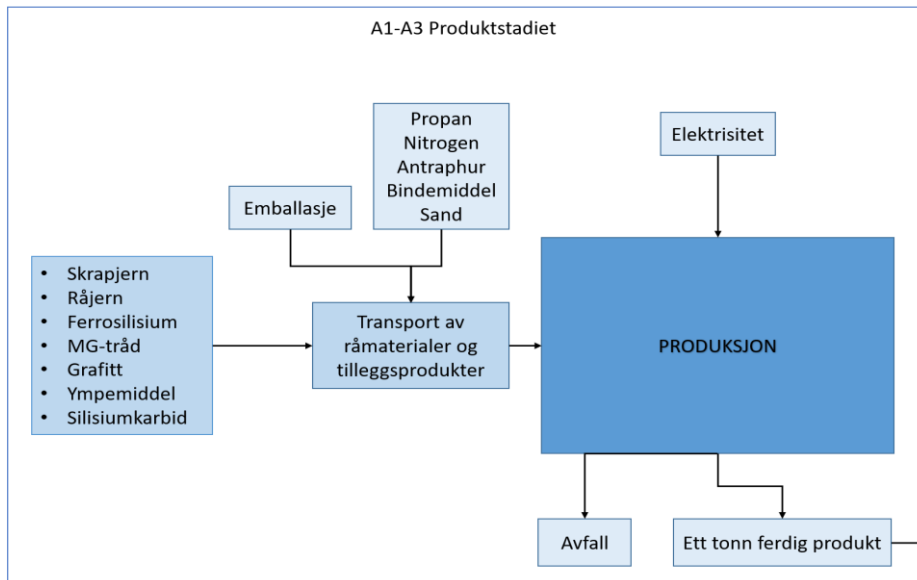 A1-A3 Produktstadiet
Propan
Nitrogen
Antraphur
Bindemiddel
Sand
Elektrisitet
Emballasje
• Skrapjern
• Råjern
• Ferrosilisium
• MG-tråd
• Grafitt
• Ympemiddel
• Silisiumkarbid
Transport av
råmaterialer og
tilleggsprodukter
PRODUKSJON
Avfall
Ett tonn ferdig produkt